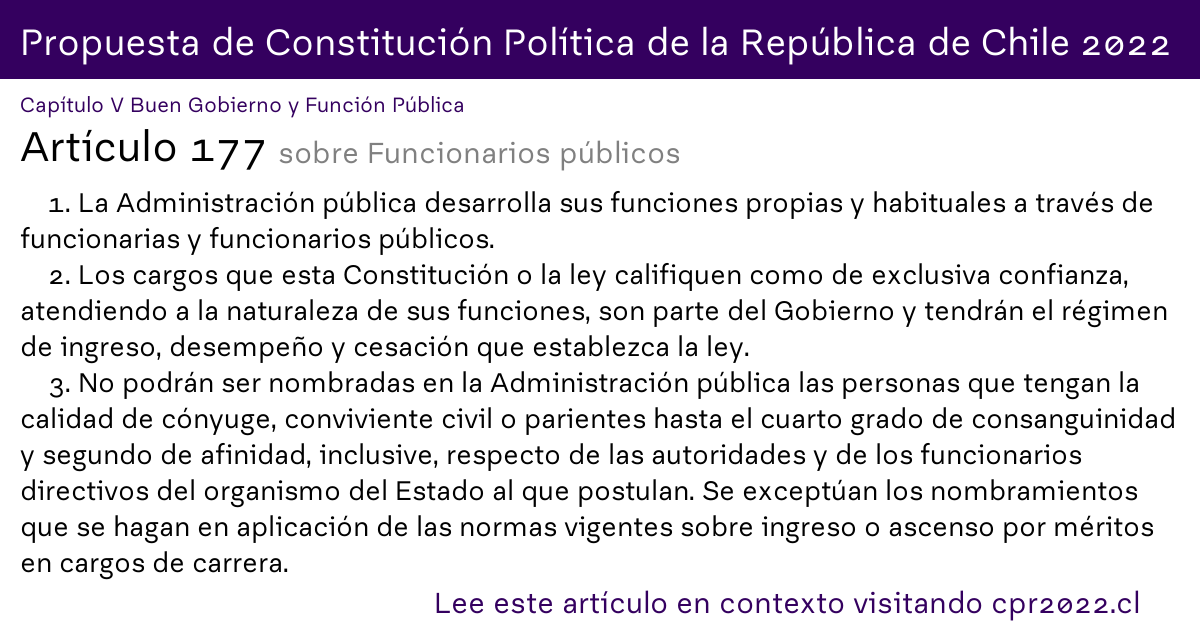 Propuesta de Constitución Política de la República de Chile 2022
Capítulo V Buen Gobierno y Función Pública
Artículo 177 sobre Funcionarios públicos
1. La Administración pública desarrolla sus funciones propias y habituales a través de
funcionarias y funcionarios públicos.
2. Los cargos que esta Constitución o la ley califiquen como de exclusiva confianza,
atendiendo a la naturaleza de sus funciones, son parte del Gobierno y tendrán el régimen
de ingreso, desempeño y cesación que establezca la ley.
3. No podrán ser nombradas en la Administración pública las personas que tengan la
calidad de cónyuge, conviviente civil o parientes hasta el cuarto grado de consanguinidad
y segundo de afinidad, inclusive, respecto de las autoridades y de los funcionarios
directivos del organismo del Estado al que postulan. Se exceptúan los nombramientos
que se hagan en aplicación de las normas vigentes sobre ingreso o ascenso por méritos
en cargos de carrera.
Lee este artículo en contexto visitando cpr2022.cl